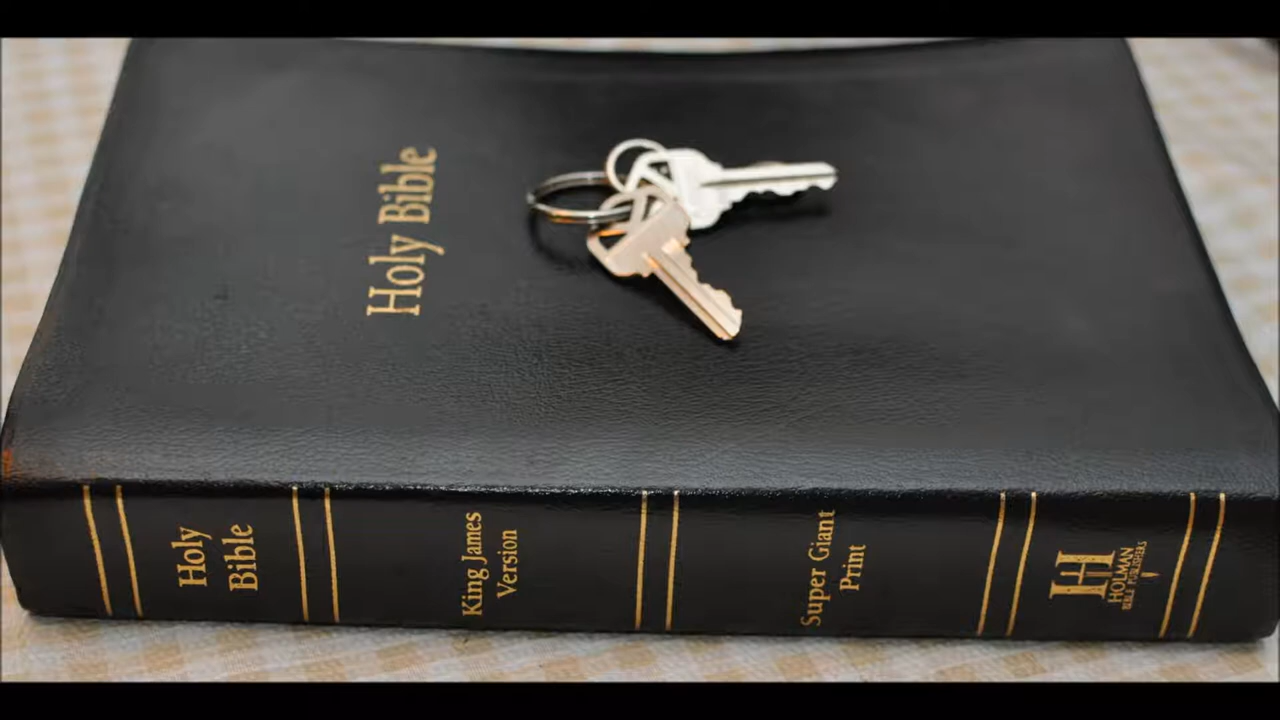 Holy Bible
Holy
Bible
King James
Version
Super Giant
Print
H
HOLMAN
BIBLE PUBLISHERS